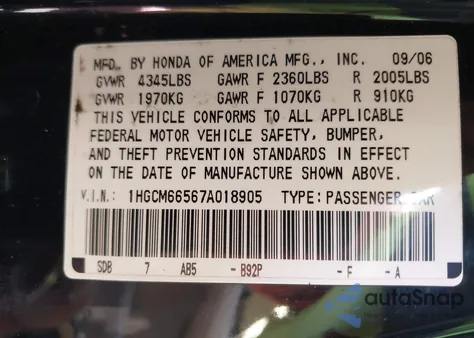 MFD. BY HONDA OF AMERICA MFG., INC. 09/06
GVWR 4345LBS GAWR F 2360LBS R 2005LBS
GVWR 1970KG GAWR F 1070KG R 910KG
THIS VEHICLE CONFORMS TO ALL APPLICABLE
FEDERAL MOTOR VEHICLE SAFETY, BUMPER,
AND THEFT PREVENTION STANDARDS IN EFFECT
ON THE DATE OF MANUFACTURE SHOWN ABOVE.
V.I.N.: 1HGCM66567A018905 TYPE: PASSENGER CAR
SDB 7 AB5 - B92P - F - A
autoSnap